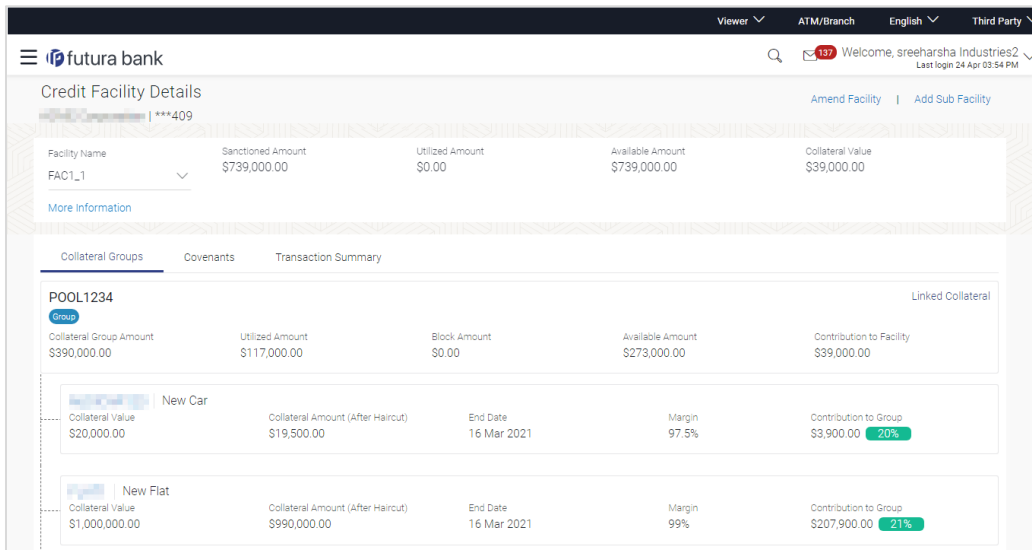 Viewer ATM/Branch English Third Party
futura bank 137 Welcome, sreeharsha Industries2
Last login 24 Apr 03:54 PM
Credit Facility Details
Amend Facility | Add Sub Facility
| ***409
Facility Name Sanctioned Amount Utilized Amount Available Amount Collateral Value
FAC1_1 $739,000.00 $0.00 $739,000.00 $39,000.00
More Information
Collateral Groups Covenants Transaction Summary
POOL1234 Linked Collateral
Group
Collateral Group Amount Utilized Amount Block Amount Available Amount Contribution to Facility
$390,000.00 $117,000.00 $0.00 $273,000.00 $39,000.00
New Car
Collateral Value Collateral Amount (After Haircut) End Date Margin Contribution to Group
$20,000.00 $19,500.00 16 Mar 2021 97.5% $3,900.00 20%
New Flat
Collateral Value Collateral Amount (After Haircut) End Date Margin Contribution to Group
$1,000,000.00 $990,000.00 16 Mar 2021 99% $207,900.00 21%